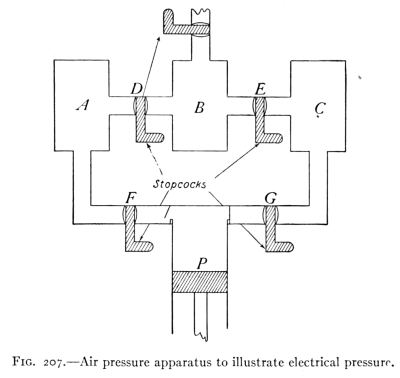 D
E
A
B
C
Stopcocks
F
G
P
FIG. 207.—Air pressure apparatus to illustrate electrical pressure.